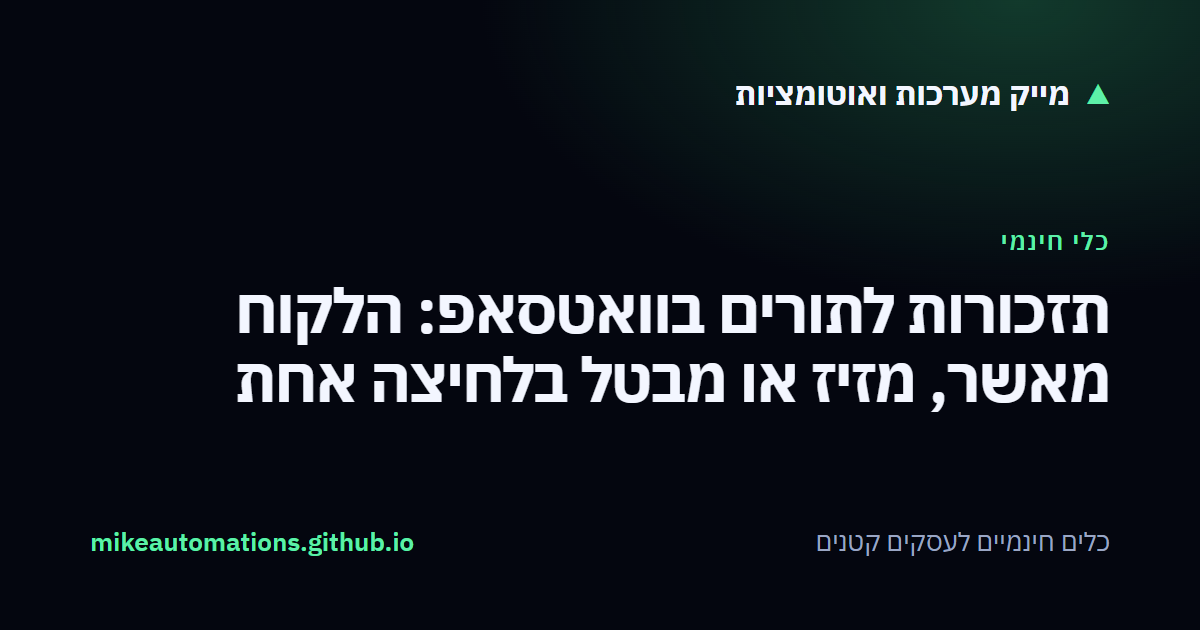 ▲ מייק מערכות ואוטומציות
כלי חינמי
תזכורות לתורים בוואטסאפ: הלקוח
מאשר, מזיז או מבטל בלחיצה אחת
כלים חינמיים לעסקים קטנים
mikeautomations.github.io